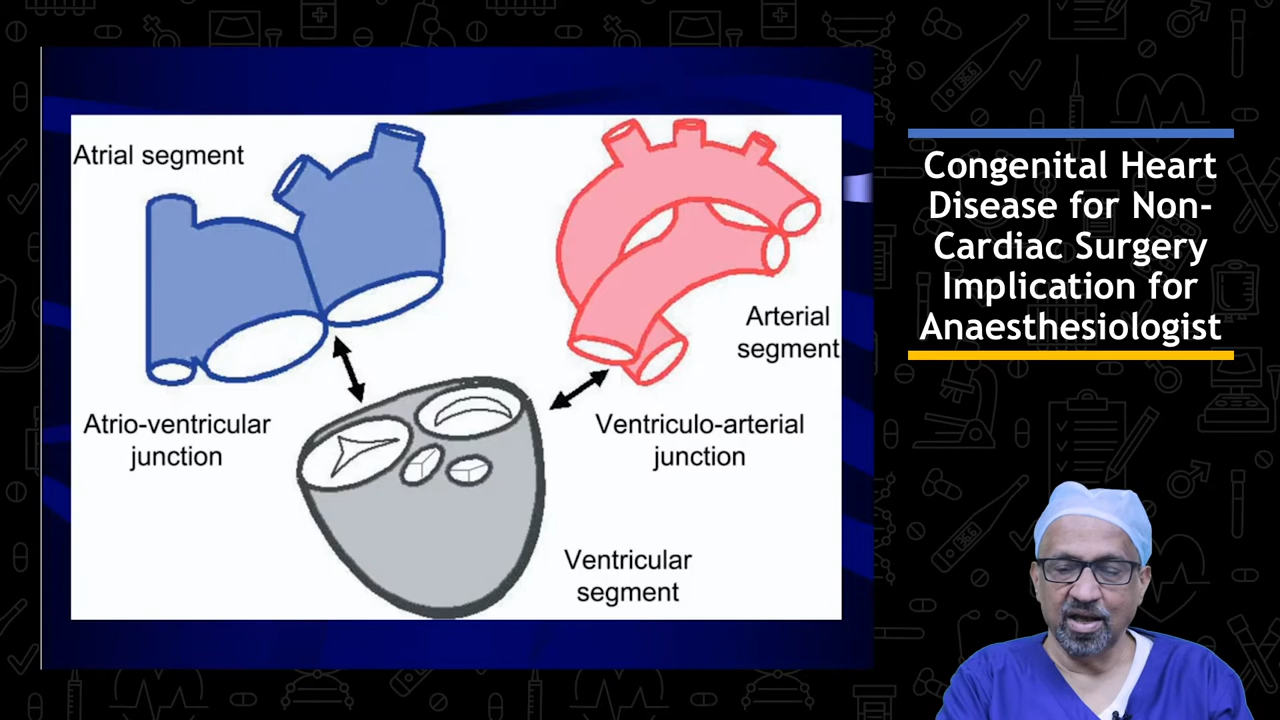 Atrial segment
Atrio-ventricular
junction
Arterial
segment
Ventriculo-arterial
junction
Ventricular
segment
Congenital Heart
Disease for Non-
Cardiac Surgery
Implication for
Anaesthesiologist